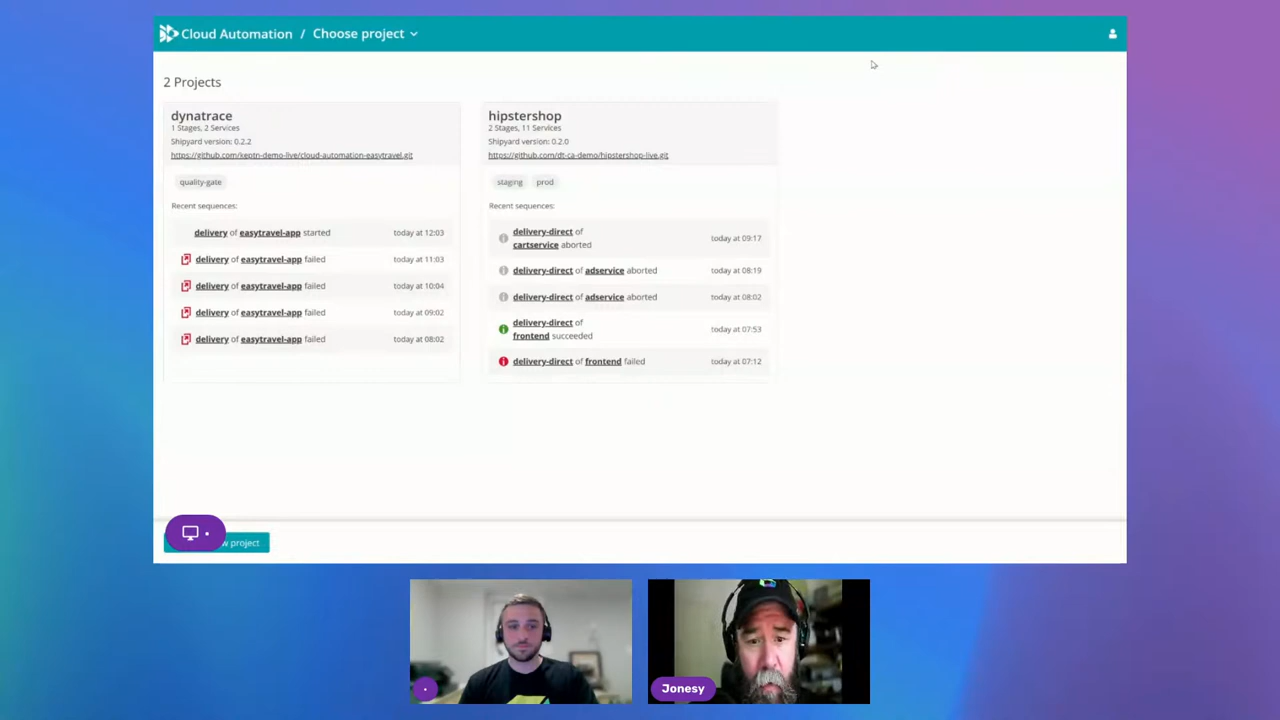 Cloud Automation / Choose project
2 Projects
dynatrace
1 Stages, 2 Services
Shipyard version: 0.2.2
https://github.com/keptn-demo-live/cloud-automation-easytravel.git
quality-gate
Recent sequences:
delivery of easytravel-app started today at 12:03
delivery of easytravel-app failed today at 11:03
delivery of easytravel-app failed today at 10:04
delivery of easytravel-app failed today at 09:02
delivery of easytravel-app failed today at 08:02
hipstershop
2 Stages, 11 Services
Shipyard version: 0.2.0
https://github.com/dt-ca-demo/hipstershop-live.git
staging prod
Recent sequences:
delivery-direct of
cartservice aborted today at 09:17
delivery-direct of adservice aborted today at 08:19
delivery-direct of adservice aborted today at 08:02
delivery-direct of
frontend succeeded today at 07:53
delivery-direct of frontend failed today at 07:12
project
Jonesy